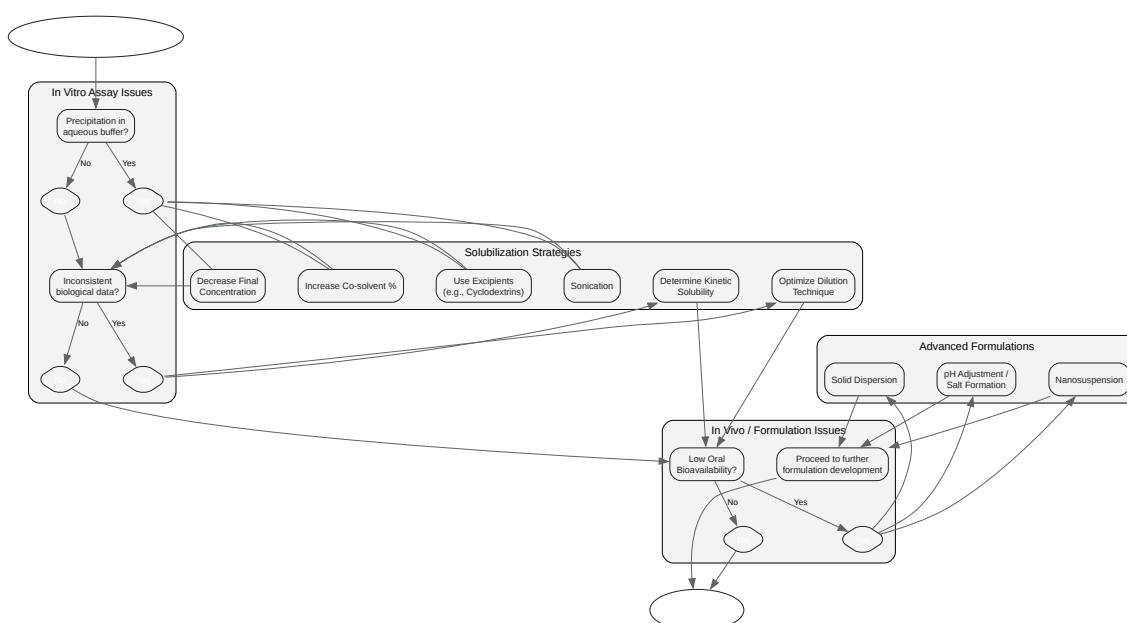 In Vitro Assay Issues
Precipitation in
aqueous buffer?
No
Yes
Solubilization Strategies
Inconsistent
biological data?
Decrease Final
Concentration
Increase Co-solvent %
Use Excipients
(e.g., Cyclodextrins)
Sonication
Determine Kinetic
Solubility
Optimize Dilution
Technique
No
Yes
Advanced Formulations
Solid Dispersion
pH Adjustment /
Salt Formation
Nanosuspension
In Vivo / Formulation Issues
Low Oral
Bioavailability?
Proceed to further
formulation development
No
Yes